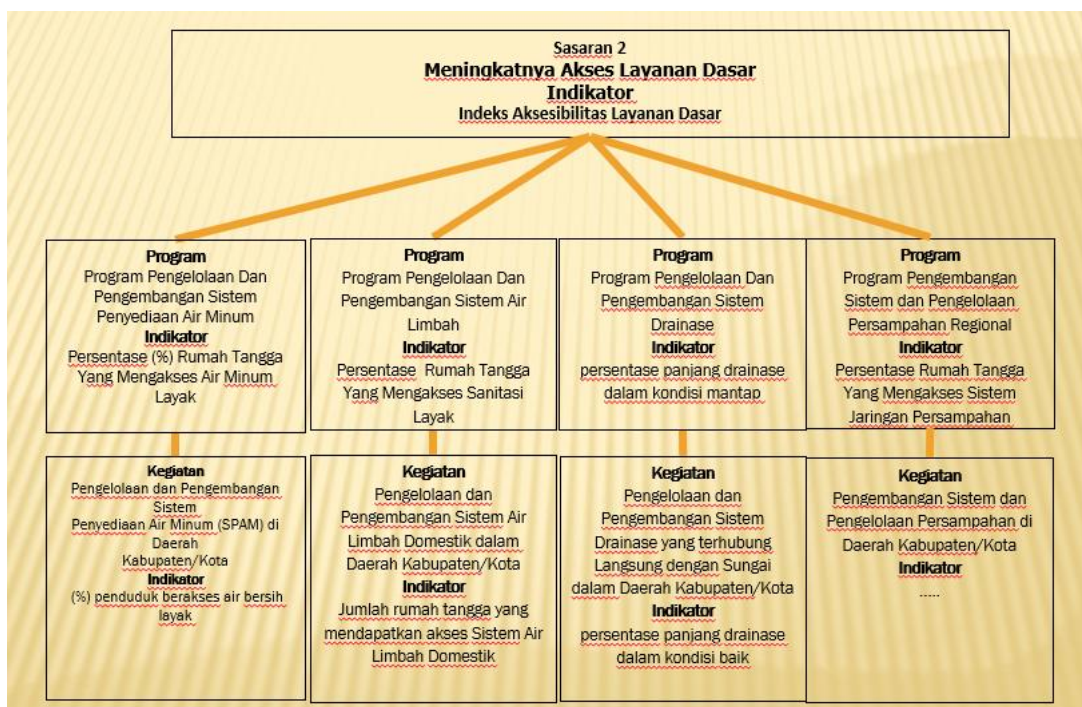 Sasaran 2
Meningkatnya Akses Layanan Dasar
Indikator
Indeks Aksesibilitas Layanan Dasar
Program
Program Pengelolaan Dan
Pengembangan Sistem
Penyediaan Air Minum
Indikator
Persentase (%) Rumah Tangga
Yang Mengakses Air Minum
Layak
Program
Program Pengelolaan Dan
Pengembangan Sistem Air
Limbah
Indikator
Persentase Rumah Tangga
Yang Mengakses Sanitasi
Layak
Program
Program Pengelolaan Dan
Pengembangan Sistem
Drainase
Indikator
persentase panjang drainase
dalam kondisi mantap
Program
Program Pengembangan
Sistem dan Pengelolaan
Persampahan Regional
Indikator
Persentase Rumah Tangga
Yang Mengakses Sistem
Jaringan Persampahan
Kegiatan
Pengelolaan dan Pengembangan
Sistem
Penyediaan Air Minum (SPAM) di
Daerah
Kabupaten/Kota
Indikator
(%) penduduk berakses air bersih
layak
Kegiatan
Pengelolaan dan
Pengembangan Sistem Air
Limbah Domestik dalam
Daerah Kabupaten/Kota
Indikator
Jumlah rumah tangga yang
mendapatkan akses Sistem Air
Limbah Domestik
Kegiatan
Pengelolaan dan
Pengembangan Sistem
Drainase yang terhubung
Langsung dengan Sungai
dalam Daerah Kabupaten/Kota
Indikator
persentase panjang drainase
dalam kondisi baik
Kegiatan
Pengembangan Sistem dan
Pengelolaan Persampahan di
Daerah Kabupaten/Kota
Indikator
.....